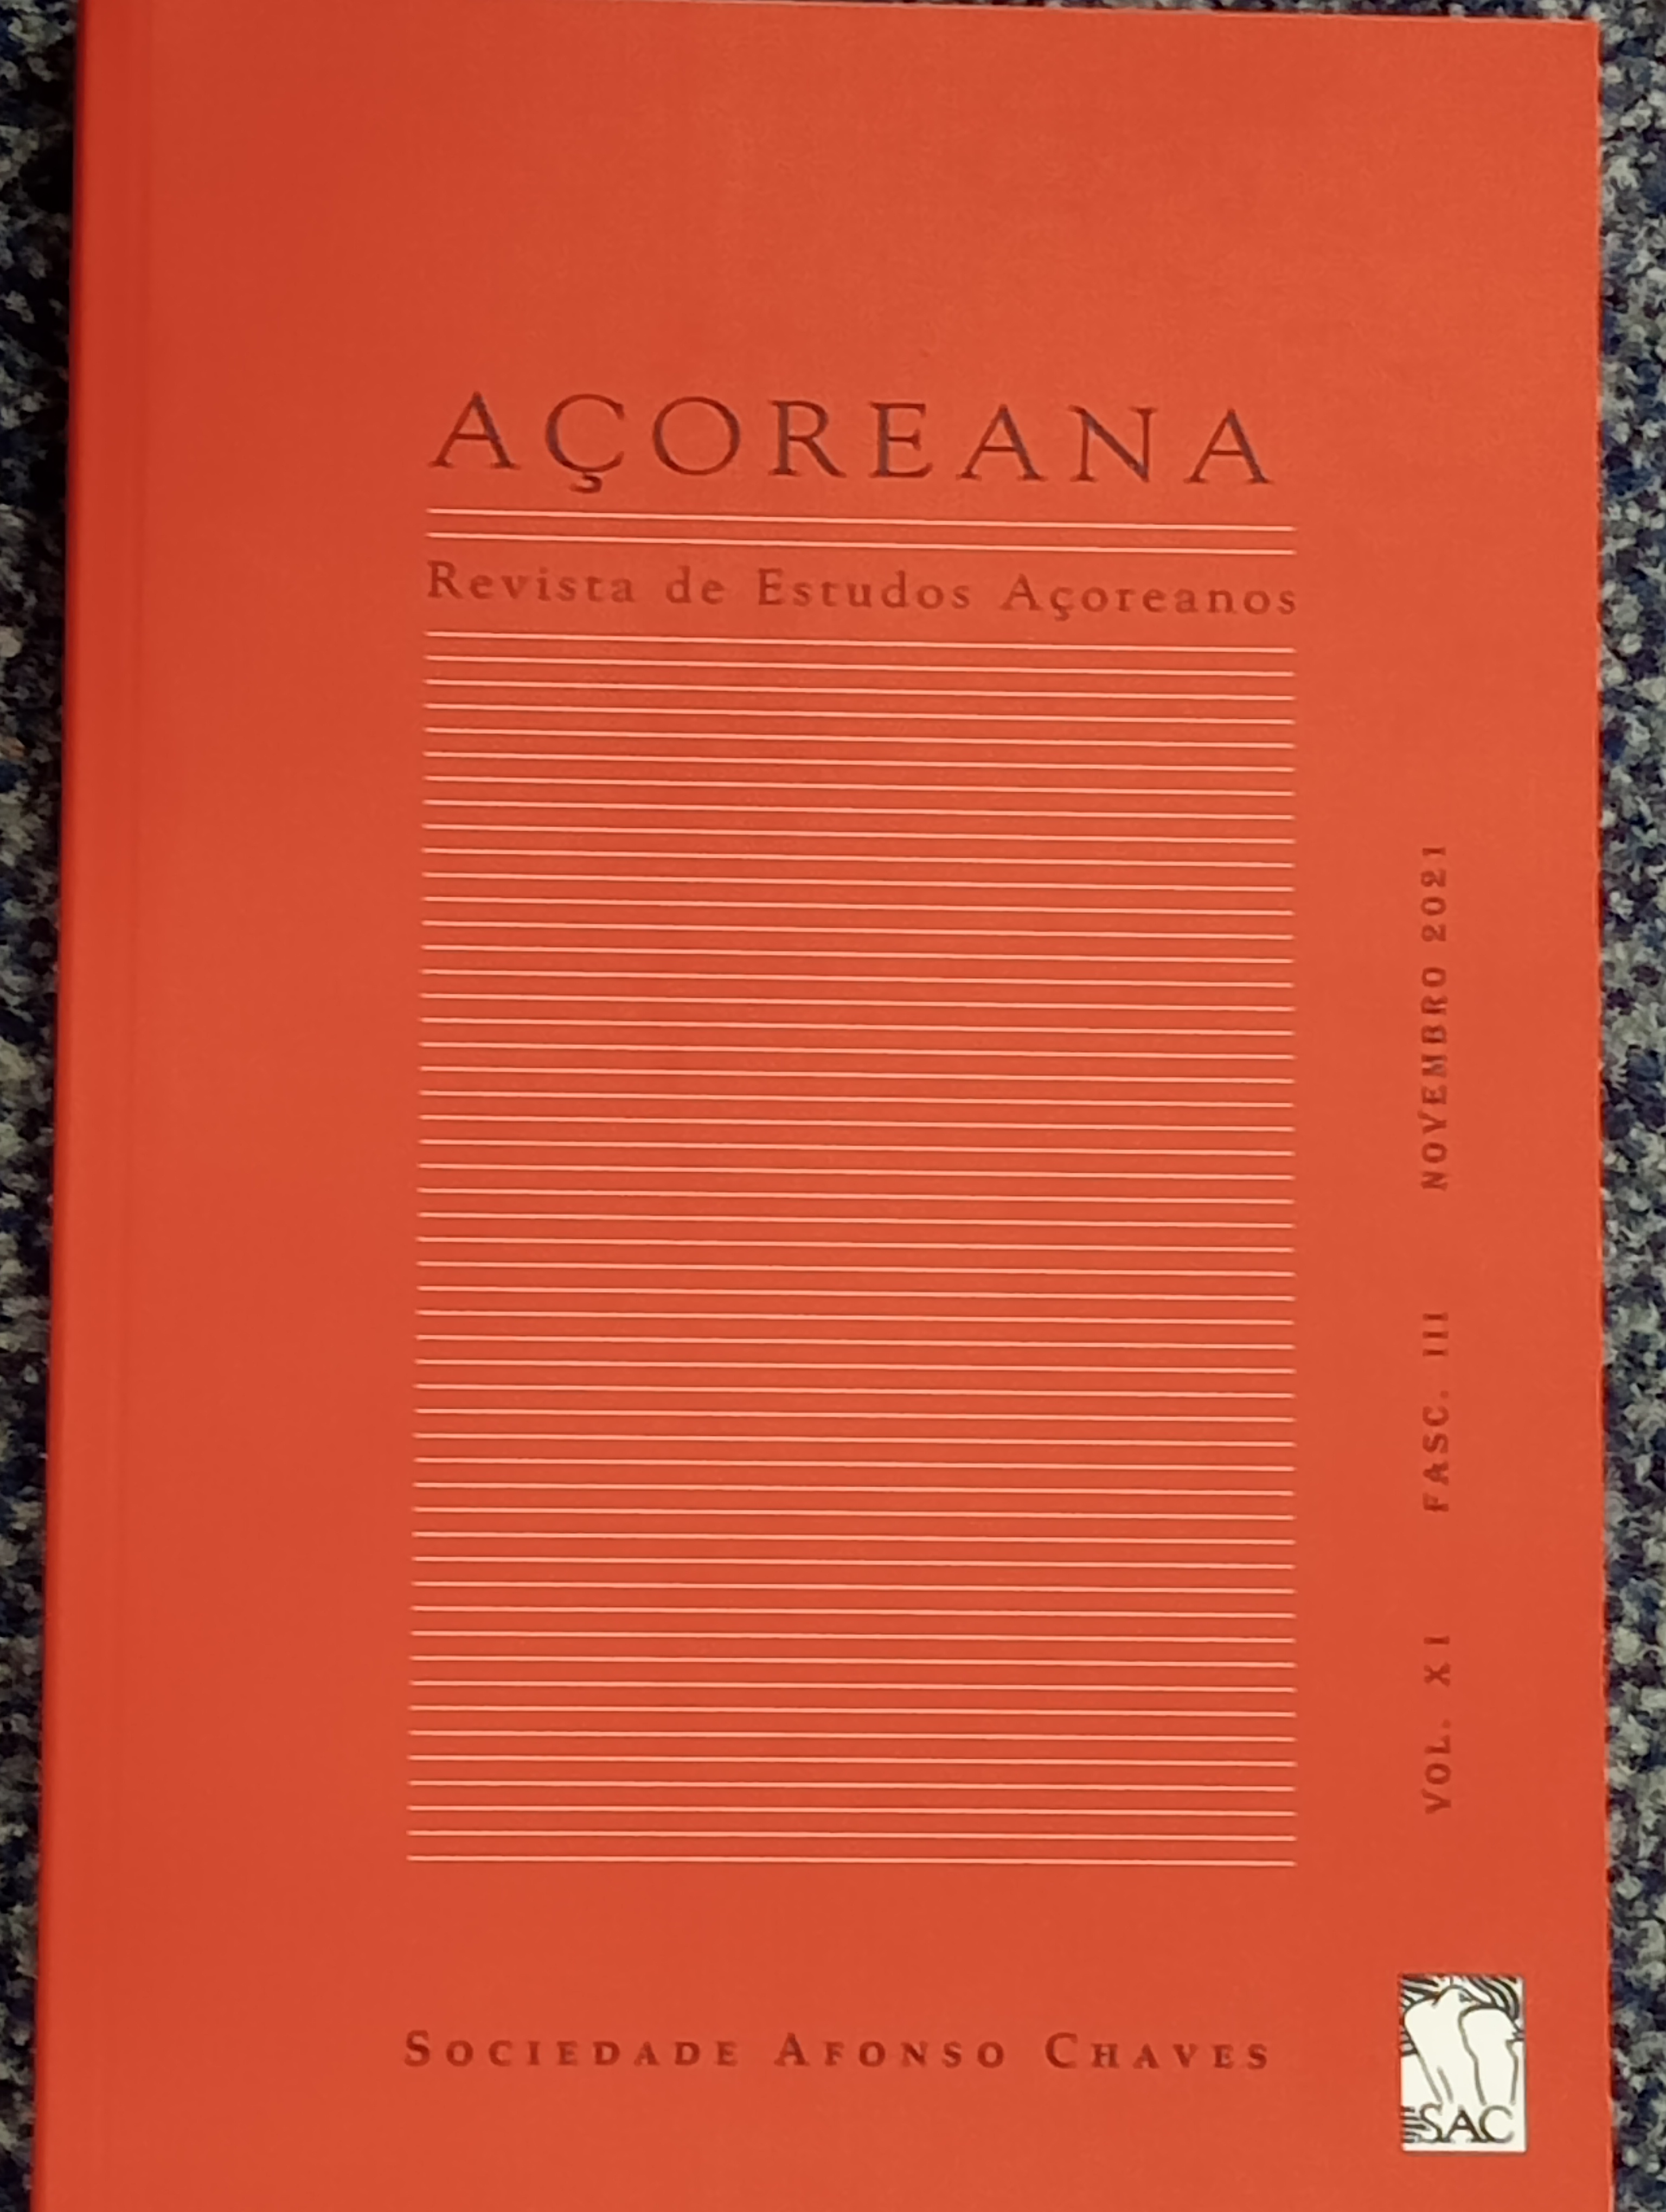 AÇOREANA
Revista de Estudos Açoreanos
VOL. XI FASC. III NOVEMBRO 2021
SOCIEDADE AFONSO CHAVES
SAC